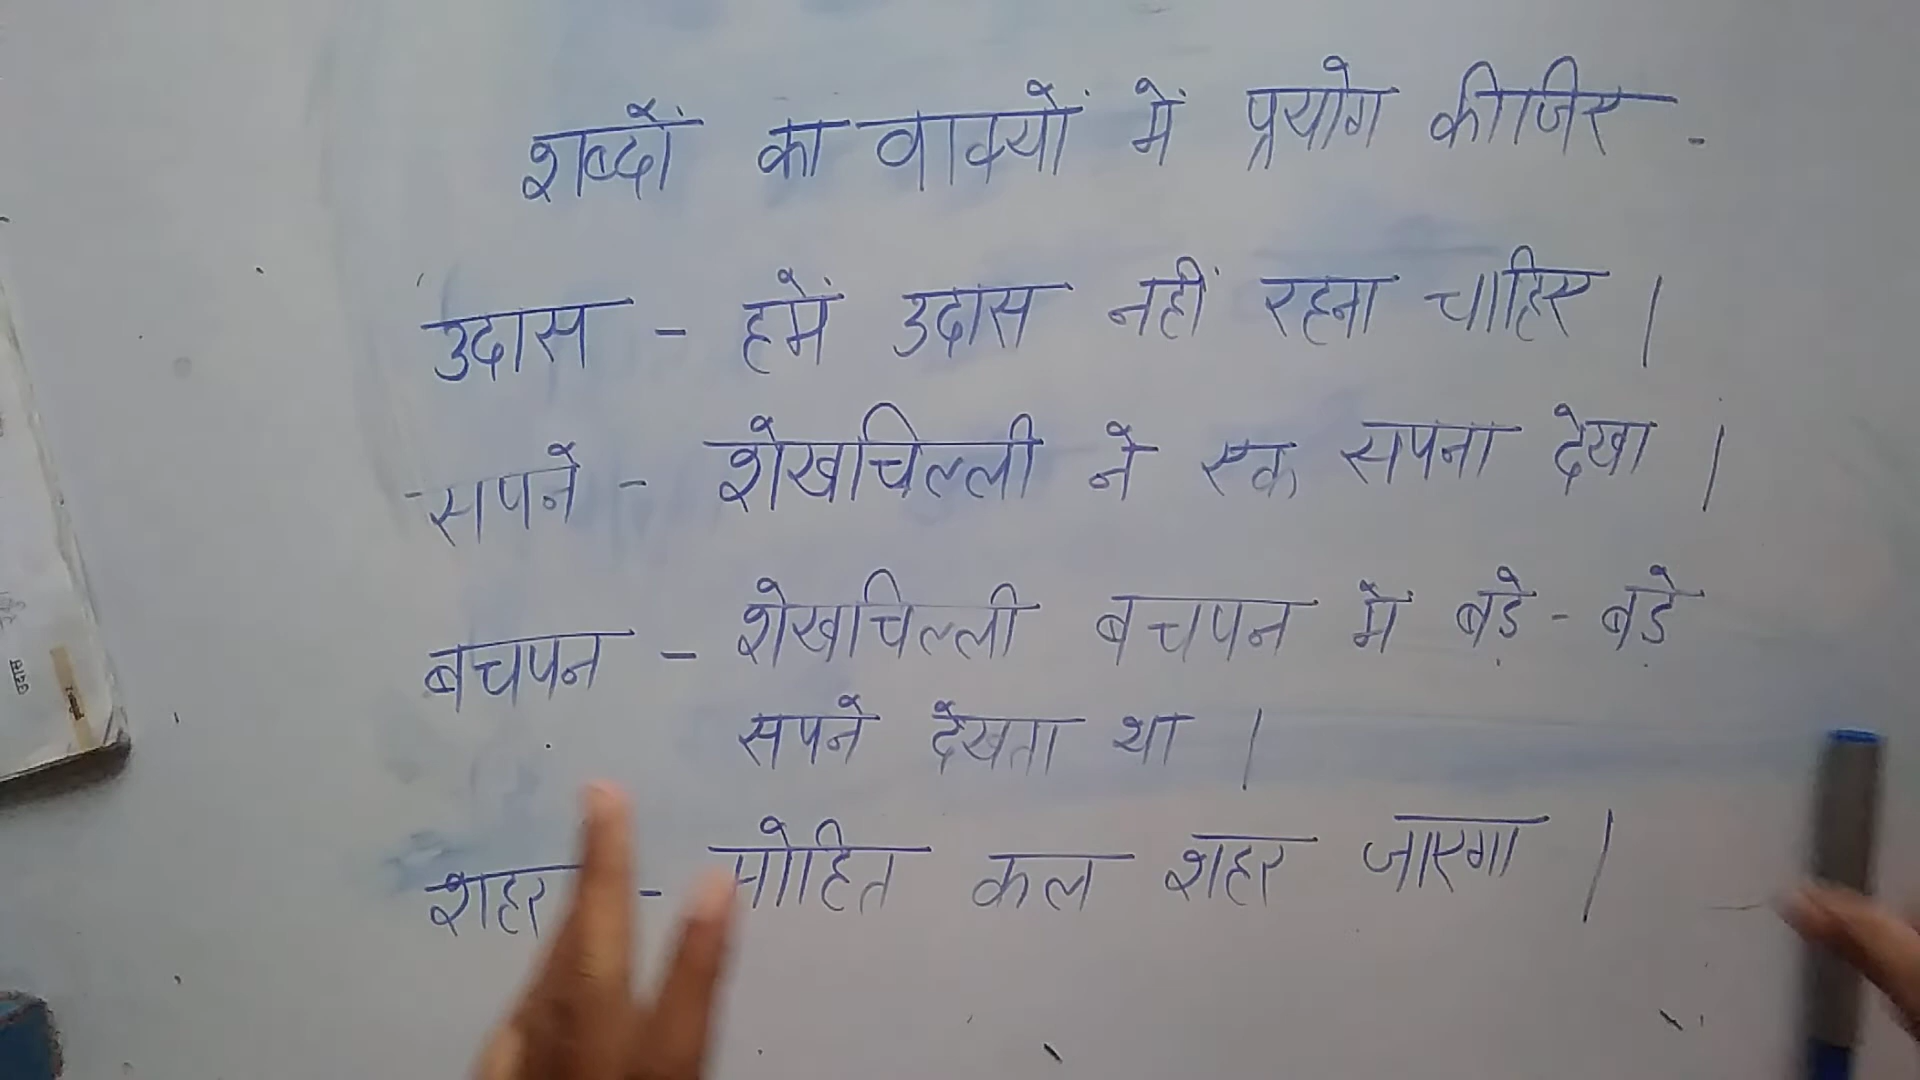 शब्दों का वाक्यों में प्रयोग कीजिए -
उदास - हमें उदास नहीं रहना चाहिए ।
सपने - शेखचिल्ली ने एक सपना देखा ।
बचपन - शेखचिल्ली बचपन में बड़े - बड़े
सपने देखता था ।
शहर - मोहित कल शहर जाएगा ।
उदास